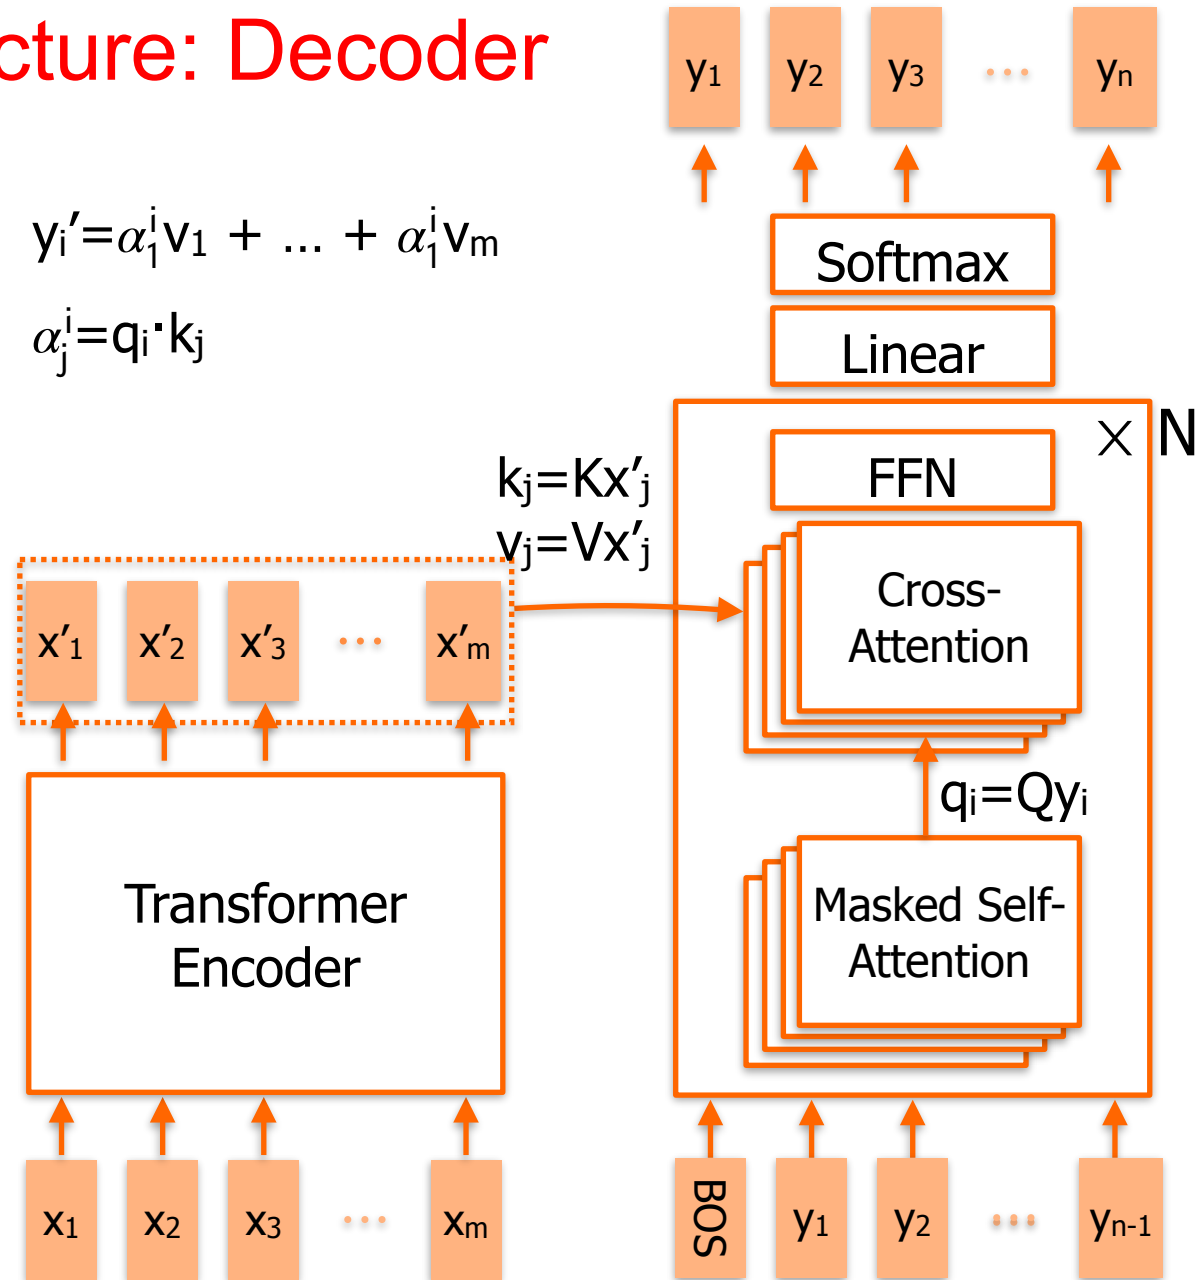 cture: Decoder
y₁ y₂ y₃ ... yₙ
yᵢ′=α₁ⁱv₁ + ... + α₁ⁱvₘ
αⱼⁱ=qᵢ·kⱼ
Softmax
Linear
× N
FFN
kⱼ=Kx′ⱼ
vⱼ=Vx′ⱼ
Cross-
Attention
x′₁ x′₂ x′₃ ... x′ₘ
qᵢ=Qyᵢ
Transformer
Encoder
Masked Self-
Attention
x₁ x₂ x₃ ... xₘ
BOS y₁ y₂ ... yₙ₋₁